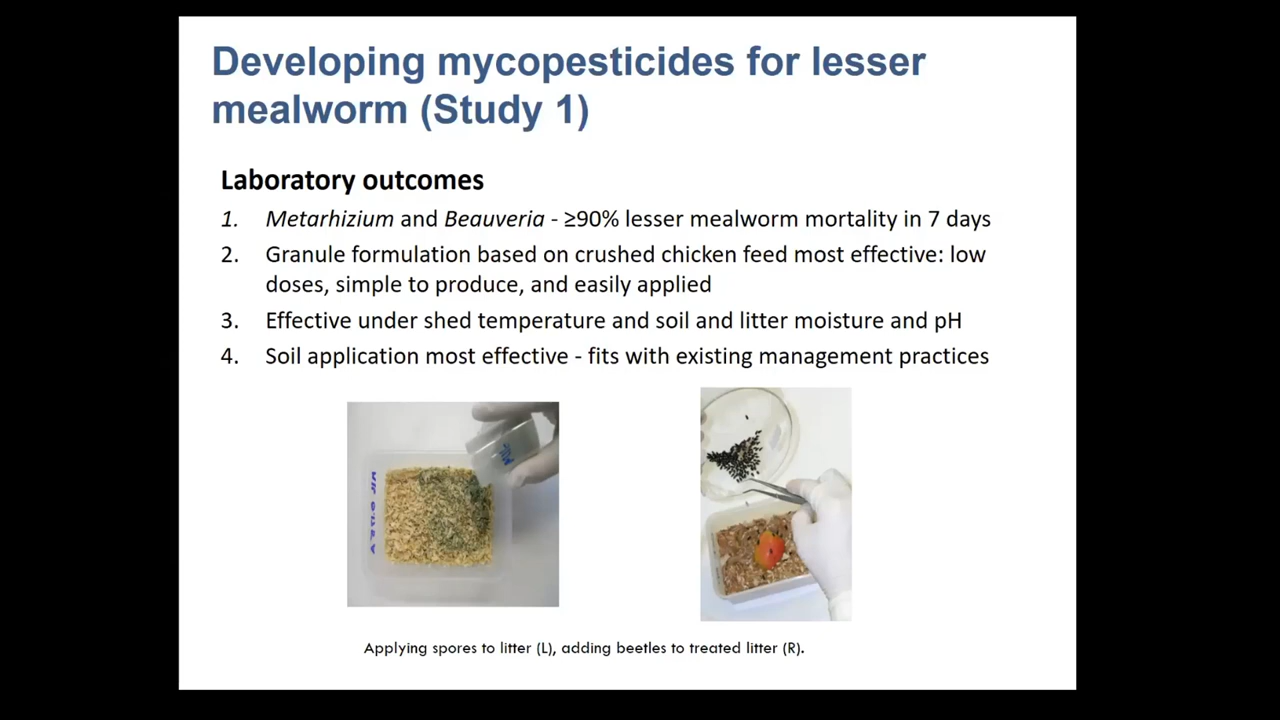 Developing mycopesticides for lesser
mealworm (Study 1)
Laboratory outcomes
1. Metarhizium and Beauveria - ≥90% lesser mealworm mortality in 7 days
2. Granule formulation based on crushed chicken feed most effective: low
doses, simple to produce, and easily applied
3. Effective under shed temperature and soil and litter moisture and pH
4. Soil application most effective - fits with existing management practices
Applying spores to litter (L), adding beetles to treated litter (R).